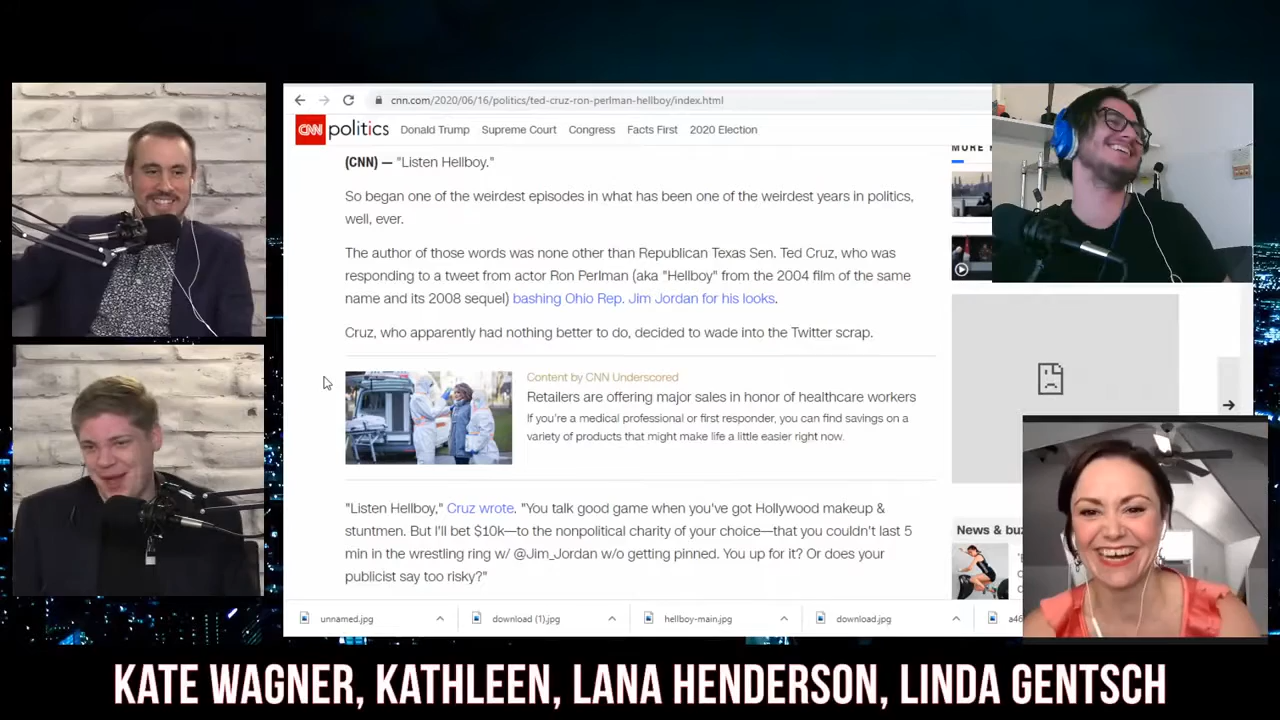 cnn.com/2020/06/16/politics/ted-cruz-ron-perlman-hellboy/index.html
CNN politics Donald Trump Supreme Court Congress Facts First 2020 Election
(CNN) — "Listen Hellboy."
So began one of the weirdest episodes in what has been one of the weirdest years in politics,
well, ever.
The author of those words was none other than Republican Texas Sen. Ted Cruz, who was
responding to a tweet from actor Ron Perlman (aka "Hellboy" from the 2004 film of the same
name and its 2008 sequel) bashing Ohio Rep. Jim Jordan for his looks.
Cruz, who apparently had nothing better to do, decided to wade into the Twitter scrap.
Content by CNN Underscored
Retailers are offering major sales in honor of healthcare workers
If you're a medical professional or first responder, you can find savings on a
variety of products that might make life a little easier right now.
"Listen Hellboy," Cruz wrote. "You talk good game when you've got Hollywood makeup &
stuntmen. But I'll bet $10k—to the nonpolitical charity of your choice—that you couldn't last 5
min in the wrestling ring w/ @Jim_Jordan w/o getting pinned. You up for it? Or does your
publicist say too risky?"
MORE
News & bu
unnamed.jpg download (1).jpg hellboy-main.jpg download.jpg
KATE WAGNER, KATHLEEN, LANA HENDERSON, LINDA GENTSCH